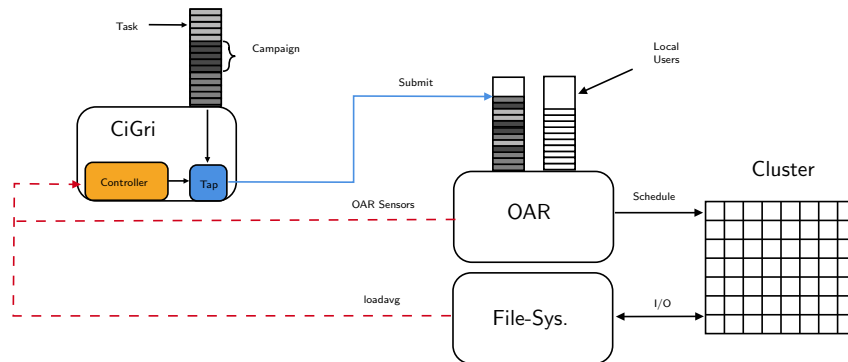 Task
Campaign
Local
Users
Submit
CiGri
Controller
Tap
Cluster
OAR Sensors
OAR
Schedule
loadavg
File-Sys.
I/O